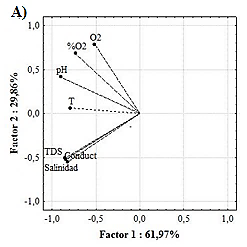 A)
1,0
O2
%O2
pH
0,5
T
0,0
TDS
Conduct
-0,5
Salinidad
-1,0
-1,0
-0,5
0,0
0,5
1,0
Factor 2 : 29,86%
Factor 1 : 61,97%